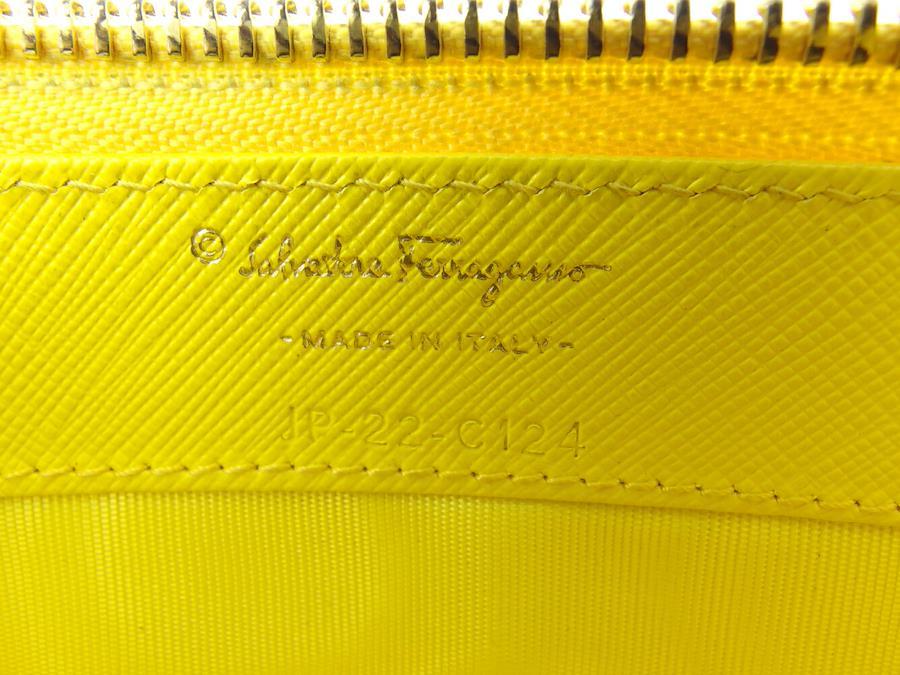 © Salvatore Ferragamo
-MADE IN ITALY-
JP-22-C124